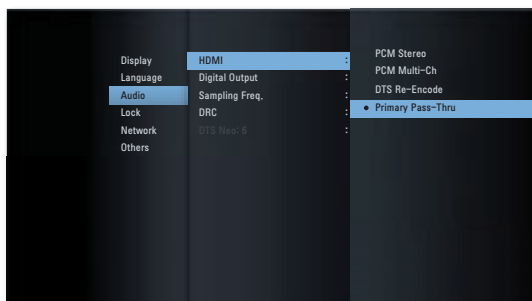 Display
Language
Audio
Lock
Network
Others
HDMI :
Digital Output :
Sampling Freq. :
DRC :
DTS Neo: 6 :
PCM Stereo
PCM Multi-Ch
DTS Re-Encode
● Primary Pass-Thru